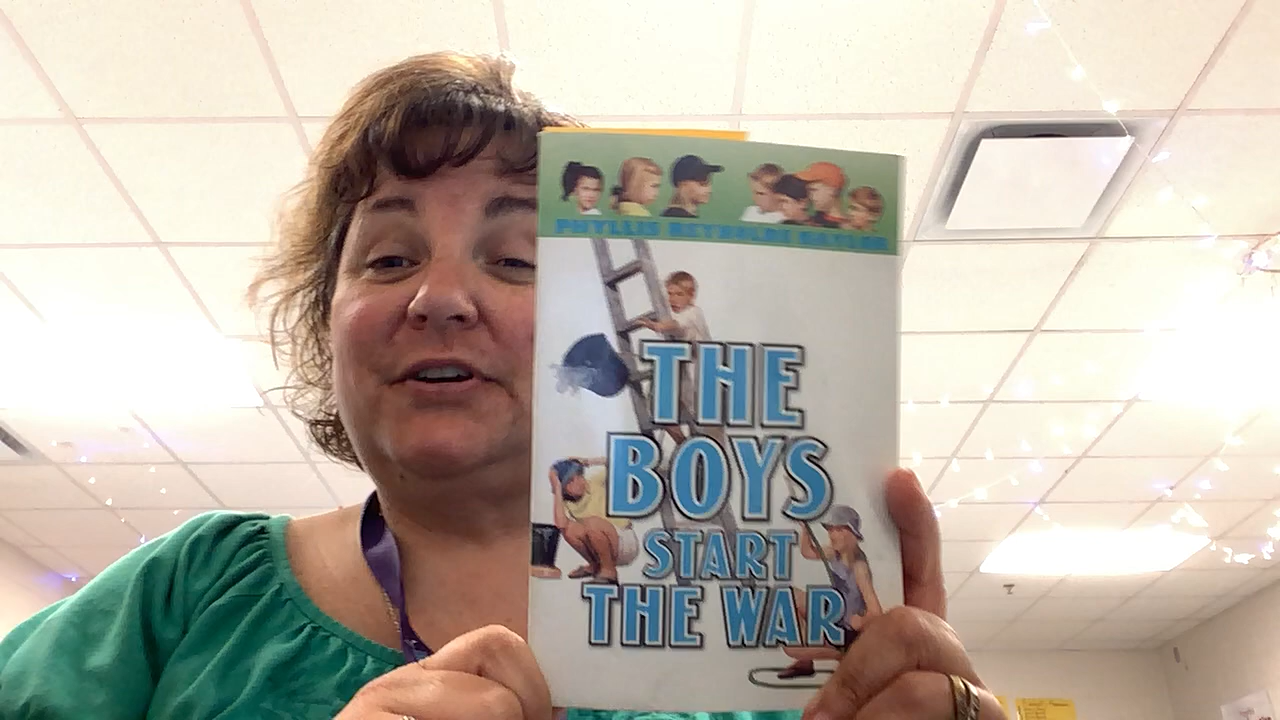 PHYLLIS REYNOLDS NAYLOR
THE
BOYS
START
THE WAR